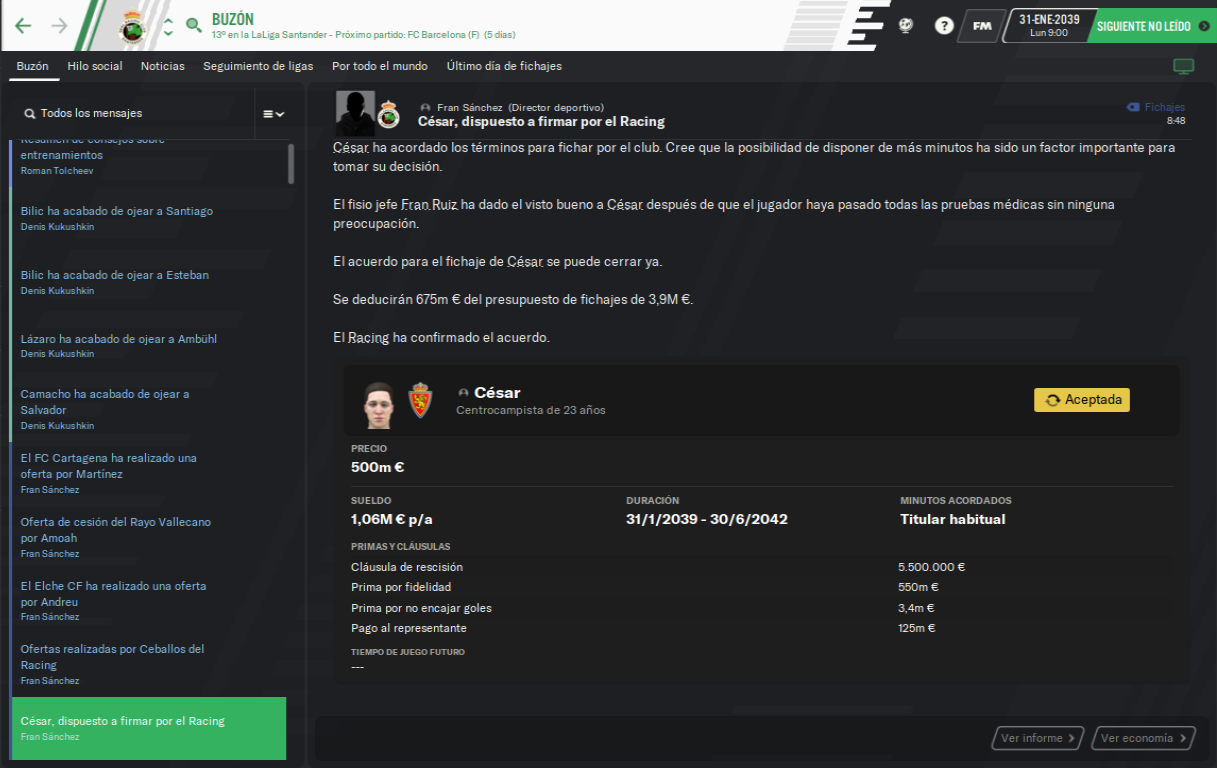 BUZÓN
13º en la LaLiga Santander - Próximo partido: FC Barcelona (F) (5 días)
?
FM
31-ENE-2039
Lun 9:00
SIGUIENTE NO LEÍDO
Buzón
Hilo social
Noticias
Seguimiento de ligas
Por todo el mundo
Último día de fichajes
Todos los mensajes
Resumen de consejos sobre
entrenamientos
Roman Tolcheev
Bilic ha acabado de ojear a Santiago
Denis Kukushkin
Bilic ha acabado de ojear a Esteban
Denis Kukushkin
Lázaro ha acabado de ojear a Ambühl
Denis Kukushkin
Camacho ha acabado de ojear a
Salvador
Denis Kukushkin
El FC Cartagena ha realizado una
oferta por Martínez
Fran Sánchez
Oferta de cesión del Rayo Vallecano
por Amoah
Fran Sánchez
El Elche CF ha realizado una oferta
por Andreu
Fran Sánchez
Ofertas realizadas por Ceballos del
Racing
Fran Sánchez
César, dispuesto a firmar por el Racing
Fran Sánchez
Fran Sánchez (Director deportivo)
César, dispuesto a firmar por el Racing
Fichajes
8:48
César ha acordado los términos para fichar por el club. Cree que la posibilidad de disponer de más minutos ha sido un factor importante para
tomar su decisión.
El fisio jefe Fran Ruiz ha dado el visto bueno a César después de que el jugador haya pasado todas las pruebas médicas sin ninguna
preocupación.
El acuerdo para el fichaje de César se puede cerrar ya.
Se deducirán 675m € del presupuesto de fichajes de 3,9M €.
El Racing ha confirmado el acuerdo.
César
Centrocampista de 23 años
Aceptada
PRECIO
500m €
SUELDO
DURACIÓN
MINUTOS ACORDADOS
1,06M € p/a
31/1/2039 - 30/6/2042
Titular habitual
PRIMAS Y CLÁUSULAS
Cláusula de rescisión
5.500.000 €
Prima por fidelidad
550m €
Prima por no encajar goles
3,4m €
Pago al representante
125m €
TIEMPO DE JUEGO FUTURO
---
Ver informe
Ver economía